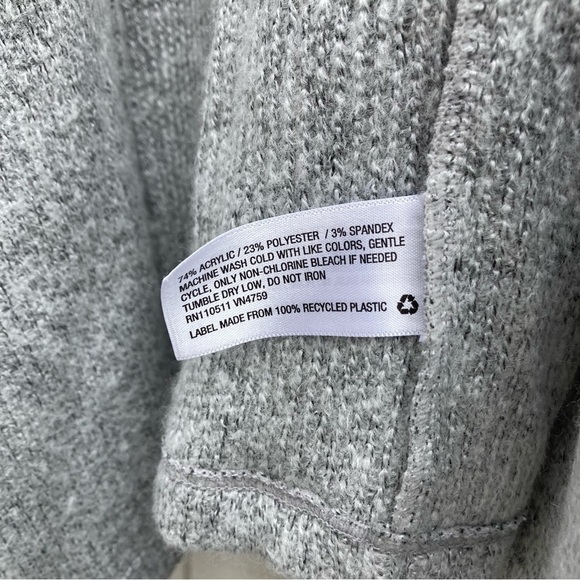 74% ACRYLIC / 23% POLYESTER / 3% SPANDEX
MACHINE WASH COLD WITH LIKE COLORS, GENTLE
CYCLE, ONLY NON-CHLORINE BLEACH IF NEEDED
TUMBLE DRY LOW, DO NOT IRON
RN110511 VN4759
LABEL MADE FROM 100% RECYCLED PLASTIC